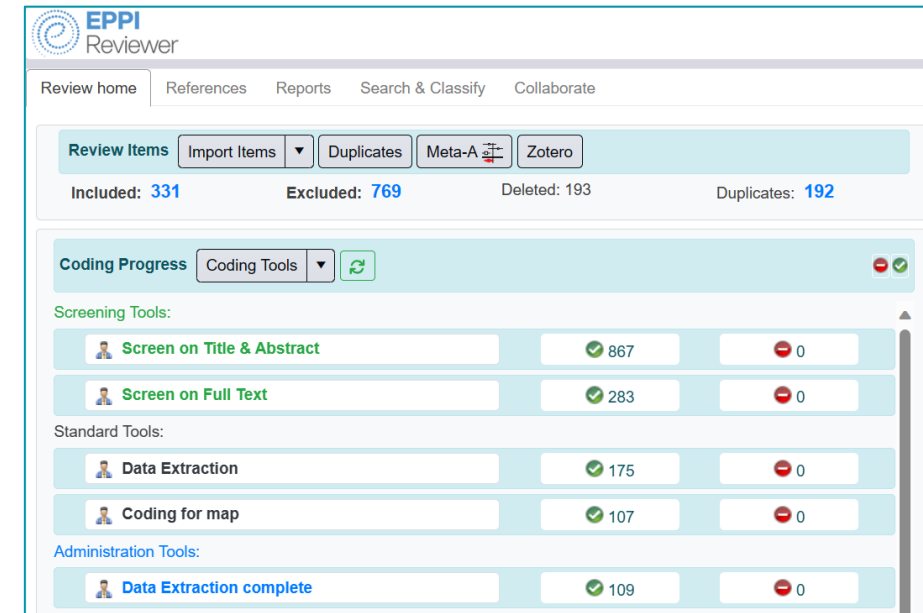 EPPI
Reviewer
Review home References Reports Search & Classify Collaborate
Review Items Import Items ▼ Duplicates Meta-A Zotero
Included: 331 Excluded: 769 Deleted: 193 Duplicates: 192
Coding Progress Coding Tools ▼
Screening Tools:
Screen on Title & Abstract 867 0
Screen on Full Text 283 0
Standard Tools:
Data Extraction 175 0
Coding for map 107 0
Administration Tools:
Data Extraction complete 109 0